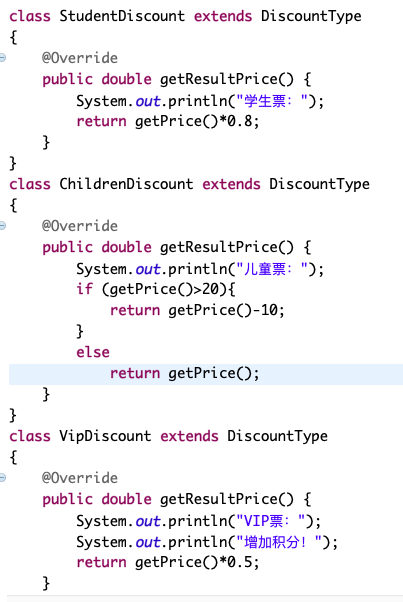 class StudentDiscount extends DiscountType
{
    @Override
    public double getResultPrice() {
        System.out.println("学生票：");
        return getPrice()*0.8;
    }
}
class ChildrenDiscount extends DiscountType
{
    @Override
    public double getResultPrice() {
        System.out.println("儿童票：");
        if (getPrice()>20){
            return getPrice()-10;
        }
        else
            return getPrice();
    }
}
class VipDiscount extends DiscountType
{
    @Override
    public double getResultPrice() {
        System.out.println("VIP票：");
        System.out.println("增加积分！");
        return getPrice()*0.5;
    }